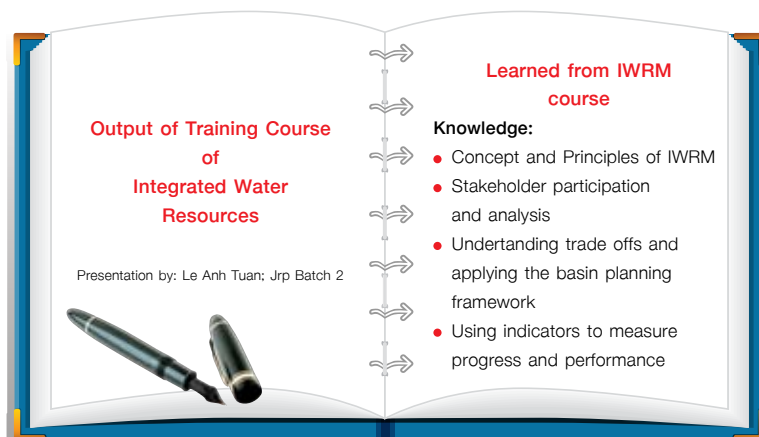 Output of Training Course
of
Integrated Water
Resources
Presentation by: Le Anh Tuan; Jrp Batch 2
Learned from IWRM
course
Knowledge:
• Concept and Principles of IWRM
• Stakeholder participation
and analysis
• Undertanding trade offs and
applying the basin planning
framework
• Using indicators to measure
progress and performance